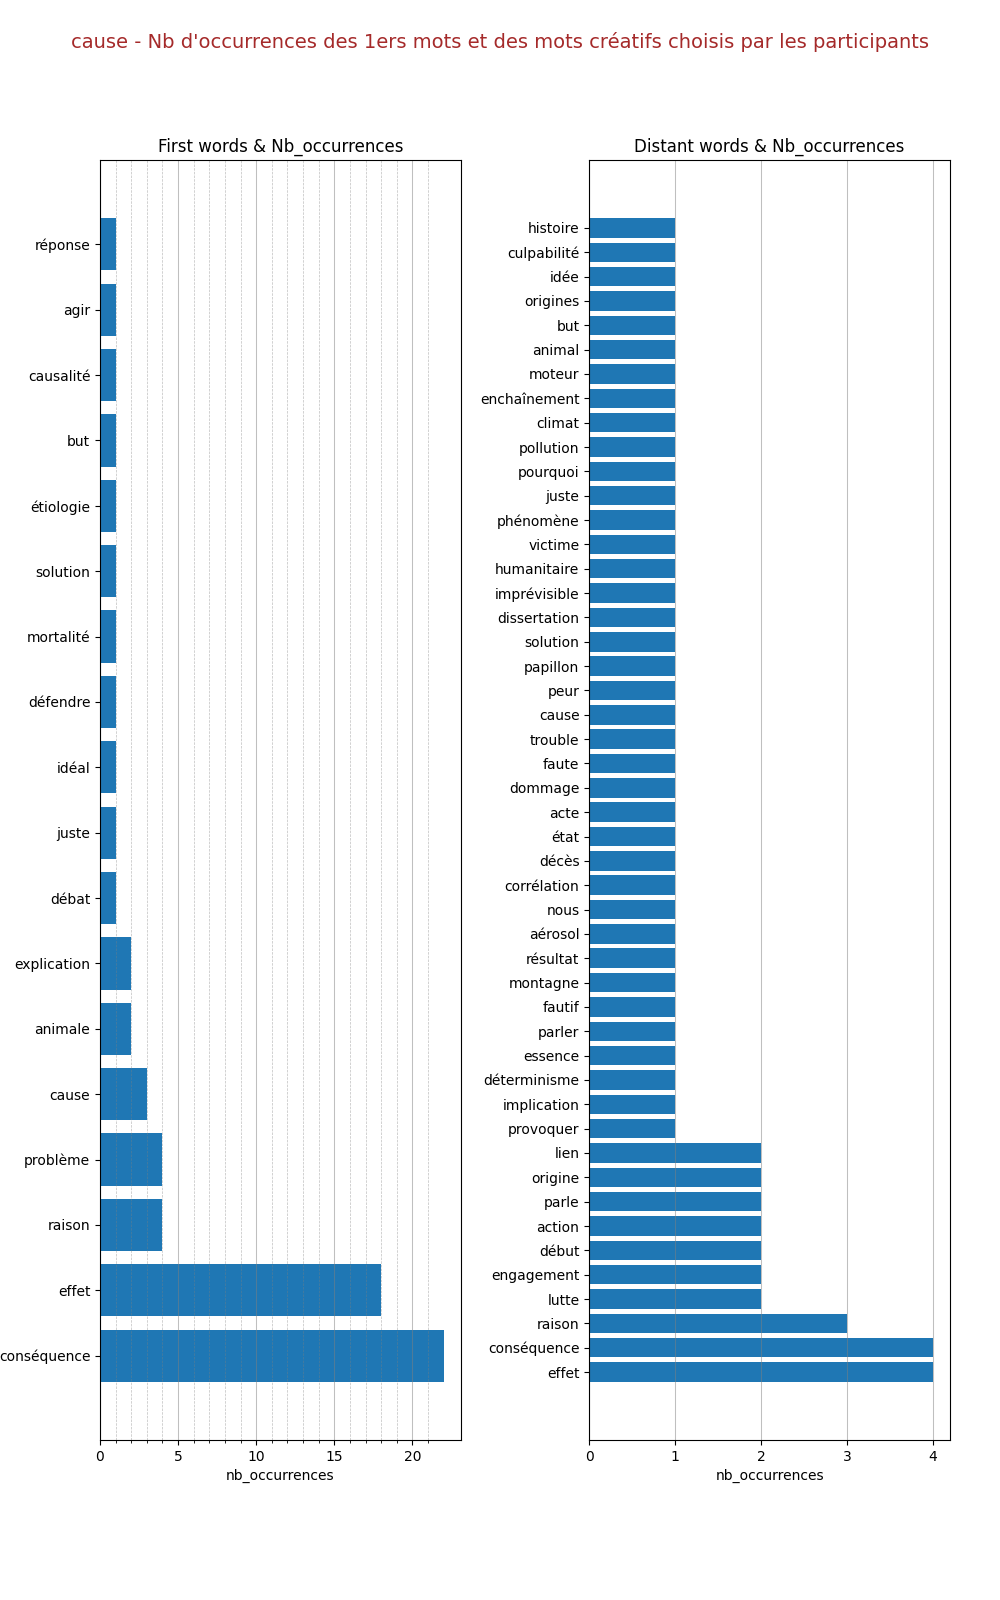 cause - Nb d'occurrences des 1ers mots et des mots créatifs choisis par les participants
First words & Nb_occurrences
réponse
agir
causalité
but
étiologie
solution
mortalité
défendre
idéal
juste
débat
explication
animale
cause
problème
raison
effet
conséquence
0 5 10 15 20
nb_occurrences
Distant words & Nb_occurrences
histoire
culpabilité
idée
origines
but
animal
moteur
enchaînement
climat
pollution
pourquoi
juste
phénomène
victime
humanitaire
imprévisible
dissertation
solution
papillon
peur
cause
trouble
faute
dommage
acte
état
décès
corrélation
nous
aérosol
résultat
montagne
fautif
parler
essence
déterminisme
implication
provoquer
lien
origine
parle
action
début
engagement
lutte
raison
conséquence
effet
0 1 2 3 4
nb_occurrences